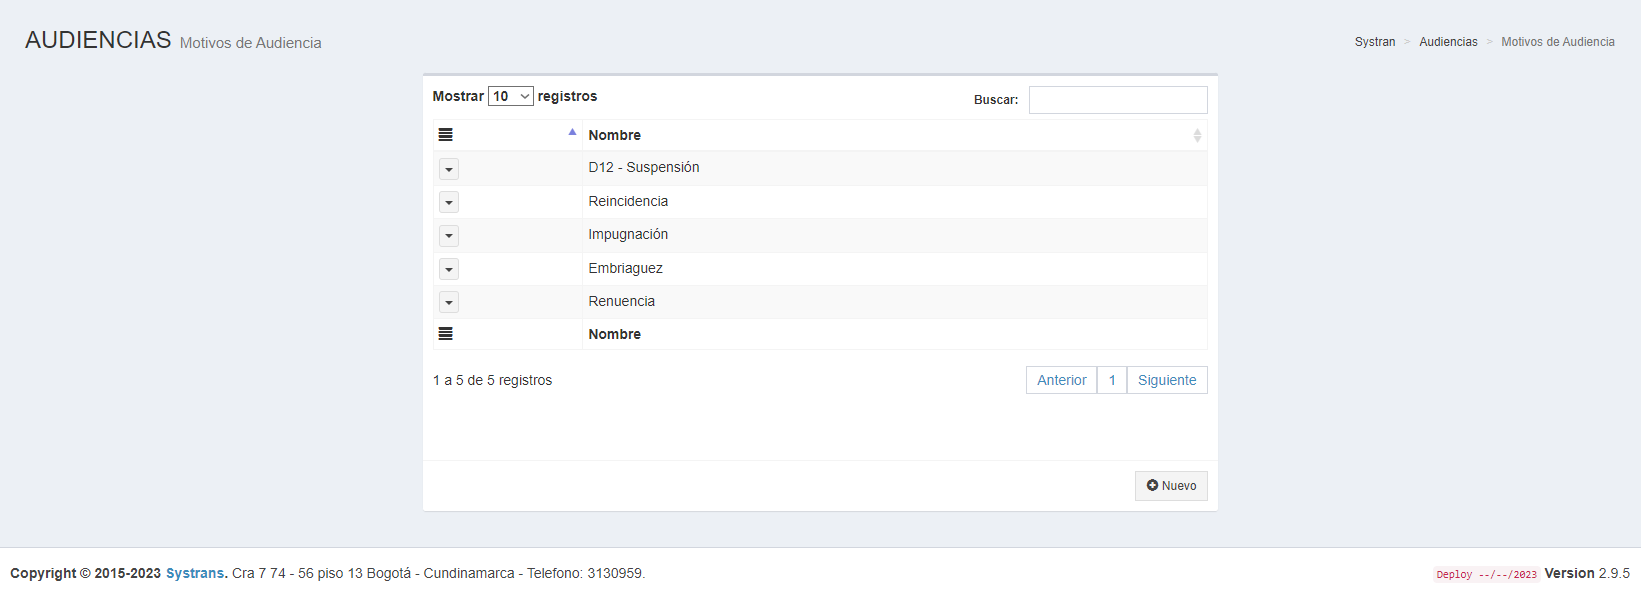 AUDIENCIAS Motivos de Audiencia
Systran > Audiencias > Motivos de Audiencia
Mostrar 10 registros
Buscar:
Nombre
D12 - Suspensión
Reincidencia
Impugnación
Embriaguez
Renuencia
Nombre
1 a 5 de 5 registros
Anterior 1 Siguiente
Nuevo
Copyright © 2015-2023 Systrans. Cra 7 74 - 56 piso 13 Bogotá - Cundinamarca - Telefono: 3130959.
Deploy --/--/2023 Version 2.9.5